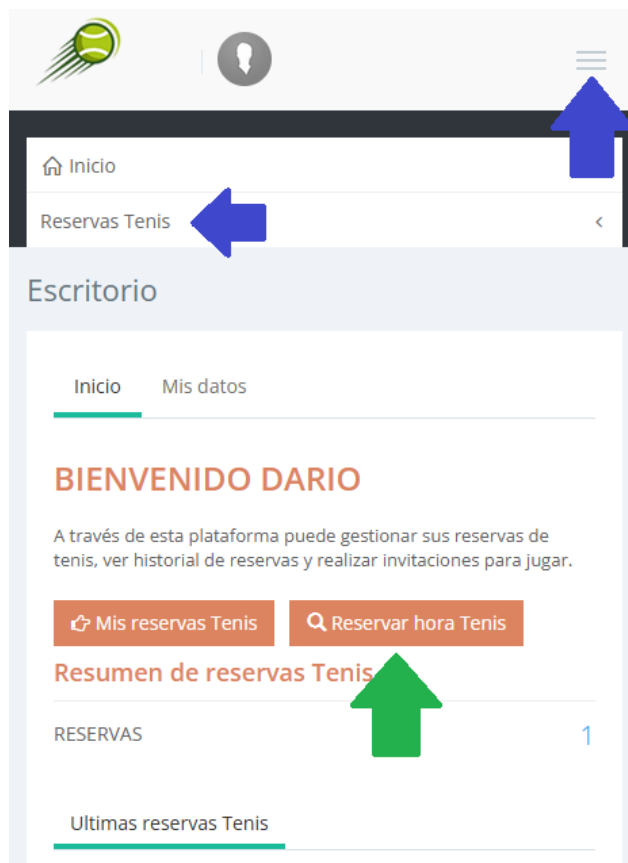 Inicio
Reservas Tenis
Escritorio
Inicio Mis datos
BIENVENIDO DARIO
A través de esta plataforma puede gestionar sus reservas de
tenis, ver historial de reservas y realizar invitaciones para jugar.
Mis reservas Tenis Reservar hora Tenis
Resumen de reservas Tenis
RESERVAS 1
Ultimas reservas Tenis